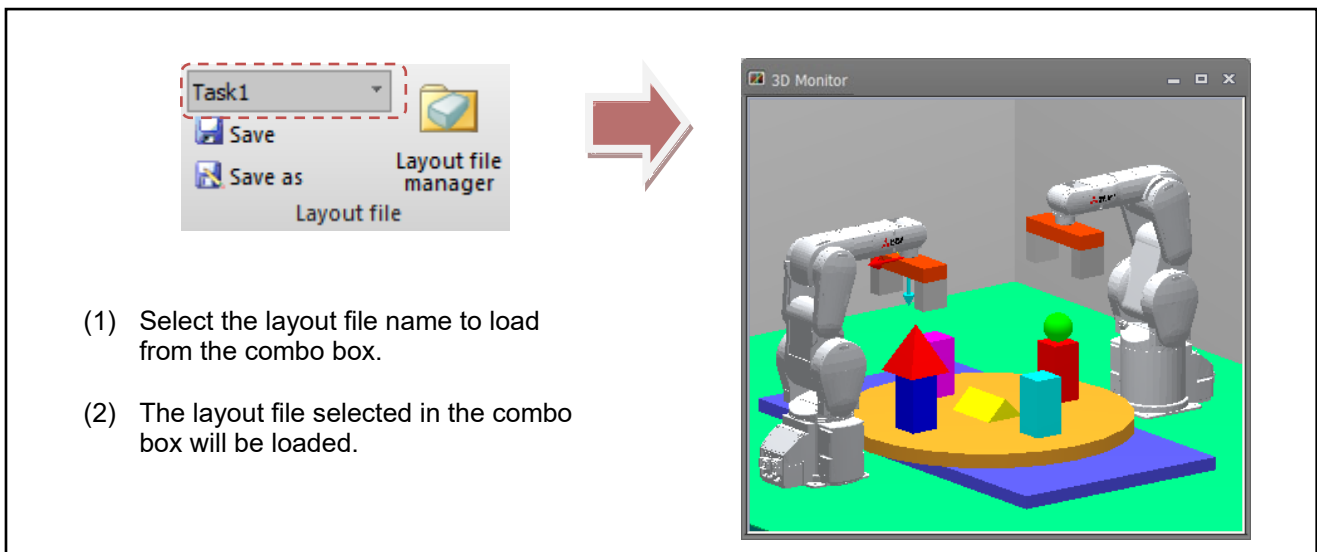 Task1
Save
Save as
Layout file
manager
Layout file
3D Monitor
(1) Select the layout file name to load
from the combo box.
(2) The layout file selected in the combo
box will be loaded.